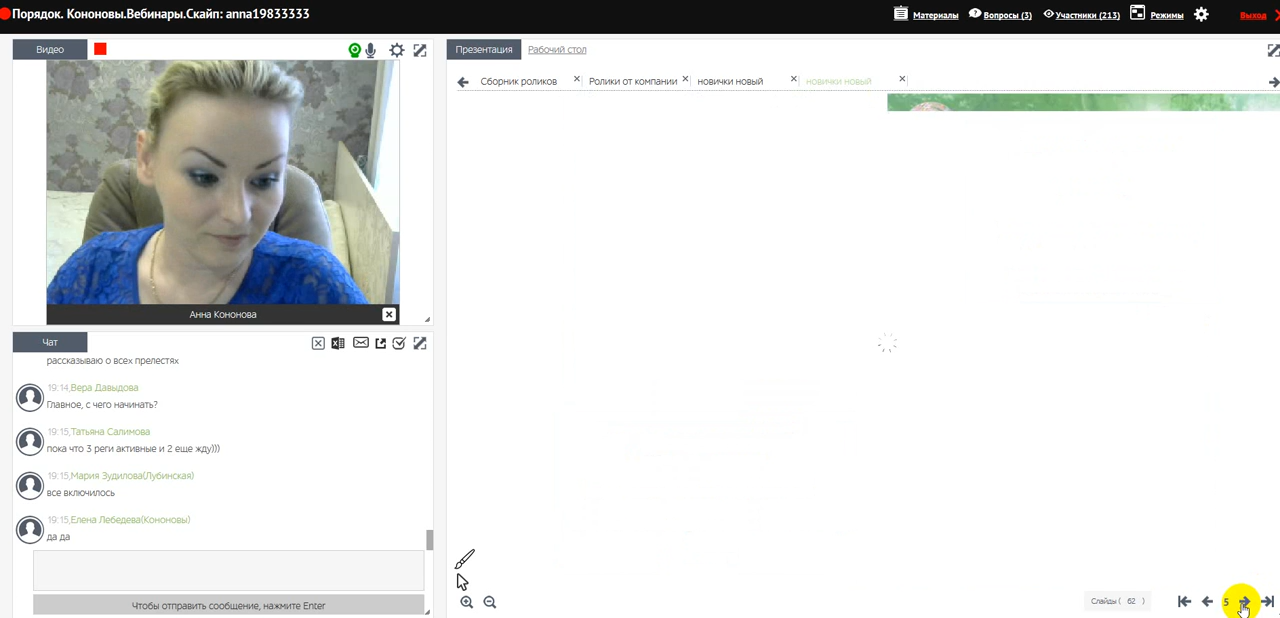 Порядок. Кононовы.Вебинары.Скайп: anna19833333
Материалы
Вопросы (3)
Участники (213)
Режимы
Выход
Видео
Презентация
Рабочий стол
Сборник роликов
Ролики от компании
новички новый
новички новый
Анна Кононова
Чат
рассказываю о всех прелестях
19:14,Вера Давыдова
Главное, с чего начинать?
19:15,Татьяна Салимова
пока что 3 реги активные и 2 еще жду)))
19:15,Мария Зудилова(Лубинская)
все включилось
19:15,Елена Лебедева(Кононовы)
да да
Чтобы отправить сообщение, нажмите Enter
Слайды ( 62 )
5